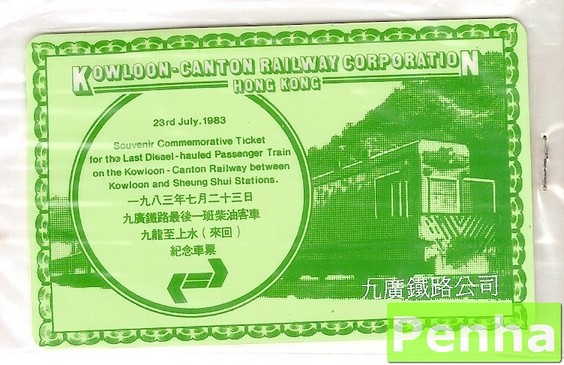 KOWLOON-CANTON RAILWAY CORPORATION
HONG KONG
23rd July, 1983
Souvenir Commemorative Ticket
for the Last Diesel-hauled Passenger Train
on the Kowloon-Canton Railway between
Kowloon and Sheung Shui Stations.
一九八三年七月二十三日
九廣鐵路最後一班柴油客車
九龍至上水（來回）
紀念車票
九廣鐵路公司
Penha